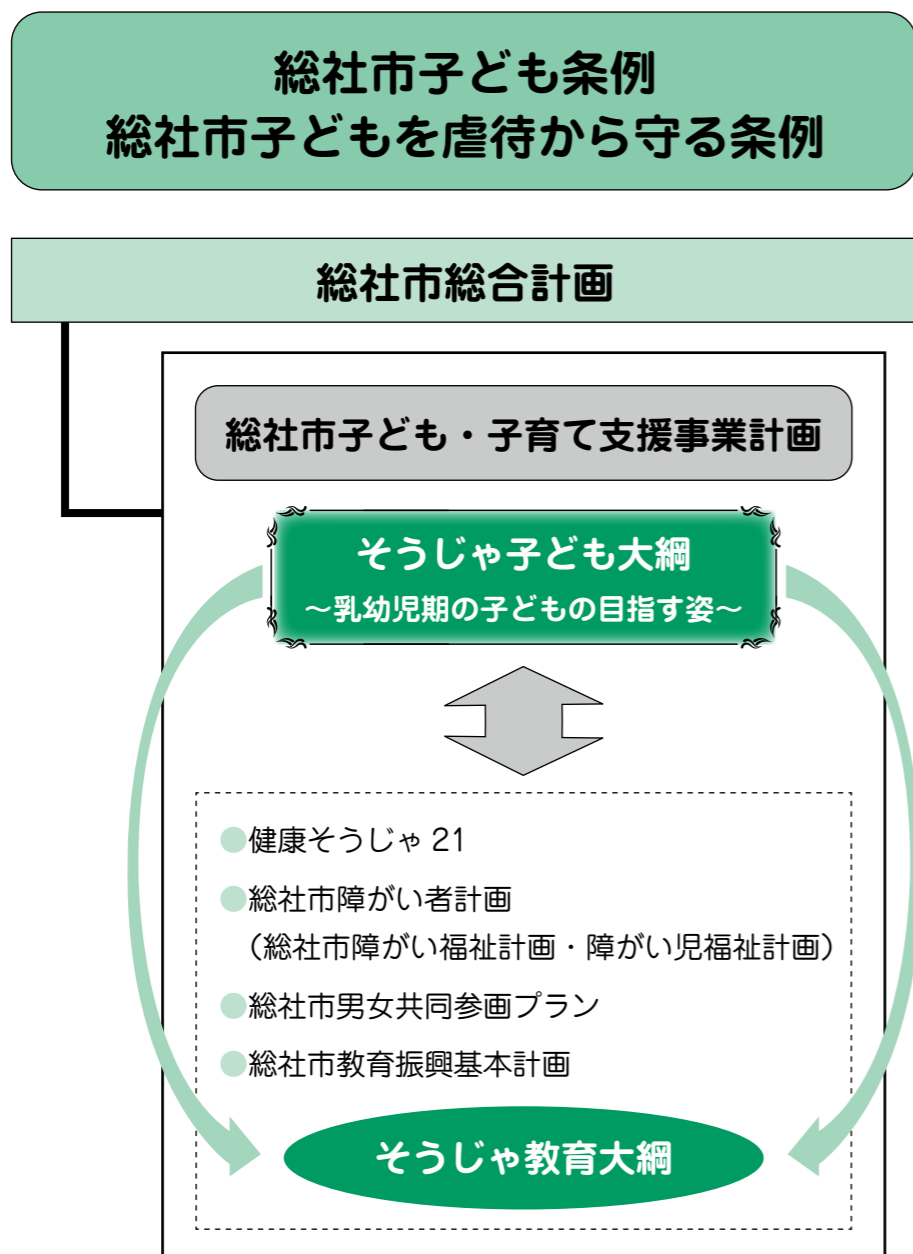 総社市子ども条例
総社市子どもを虐待から守る条例
総社市総合計画
総社市子ども・子育て支援事業計画
そうじゃ子ども大綱
～乳幼児期の子どもの目指す姿～
●健康そうじゃ 21
●総社市障がい者計画
（総社市障がい福祉計画・障がい児福祉計画）
●総社市男女共同参画プラン
●総社市教育振興基本計画
そうじゃ教育大綱